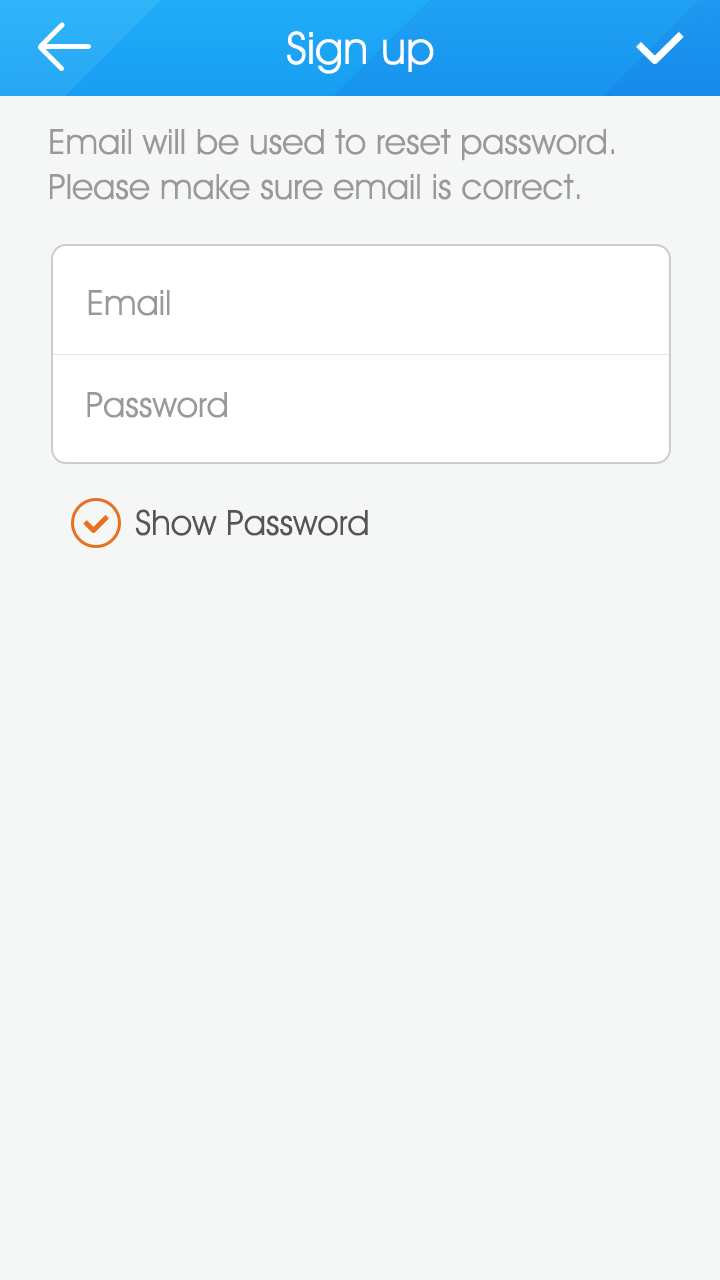 Sign up
Email will be used to reset password.
Please make sure email is correct.
Email
Password
Show Password